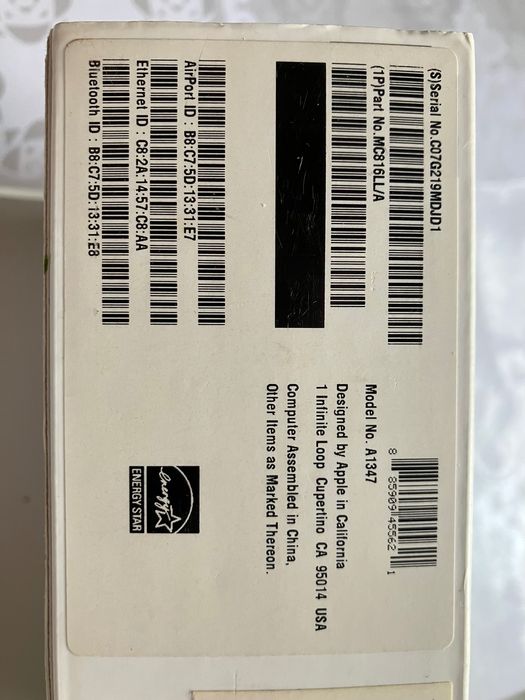 (S)Serial No.C07G219MDJD1
(1P)Part No.MC816LL/A
AirPort ID : B8:C7:5D:13:31:E7
Ethernet ID : C8:2A:14:57:C8:AA
Bluetooth ID : B8:C7:5D:13:31:E8
8 85909 45562 1
Model No. A1347
Designed by Apple in California
1 Infinite Loop Cupertino CA 95014 USA
Computer Assembled in China,
Other Items as Marked Thereon.
energy
ENERGY STAR